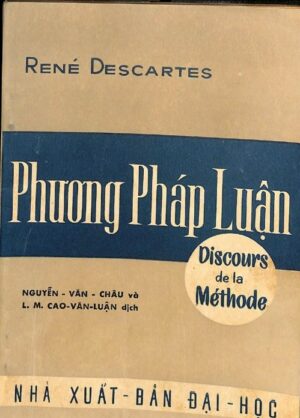 RENÉ DESCARTES
Phương Pháp Luận
Discours
de la
Méthode
NGUYỄN - VĂN - CHÂU và
L. M. CAO-VĂN-LUẬN dịch
NHÀ XUẤT-BẢN ĐẠI-HỌC